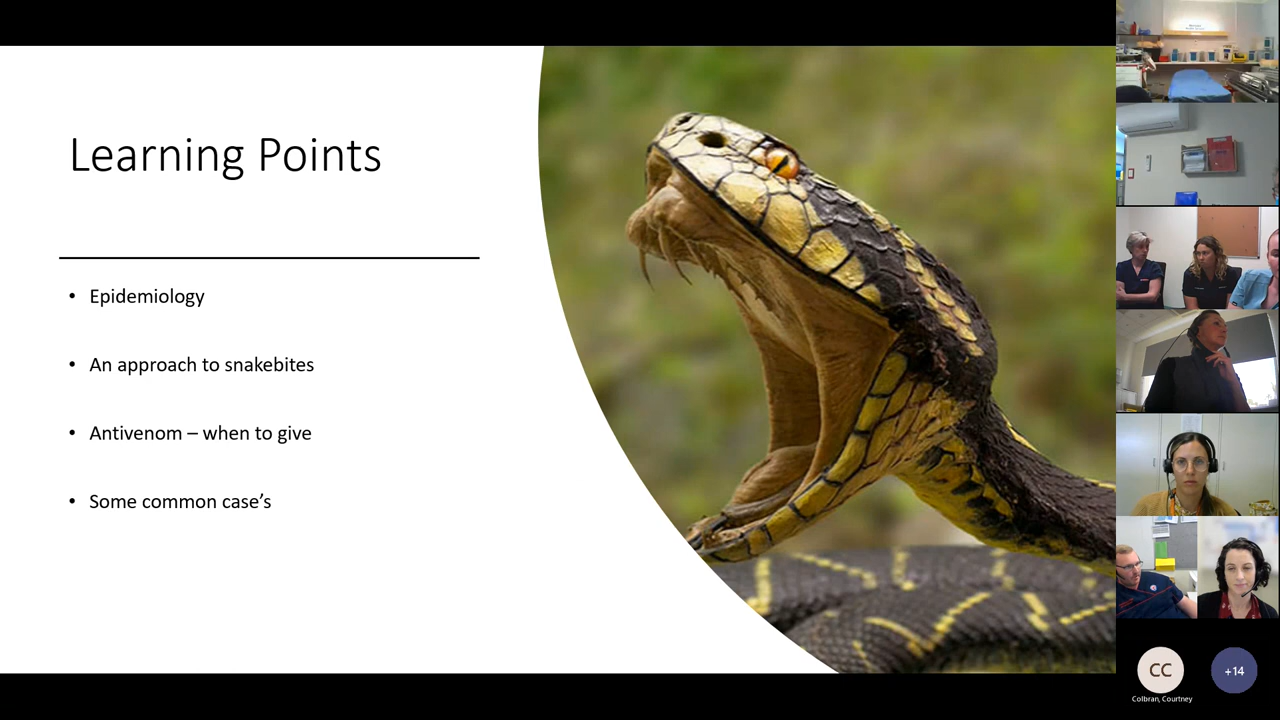 Learning Points
• Epidemiology
• An approach to snakebites
• Antivenom – when to give
• Some common case’s
CC
+14
Colbran, Courtney